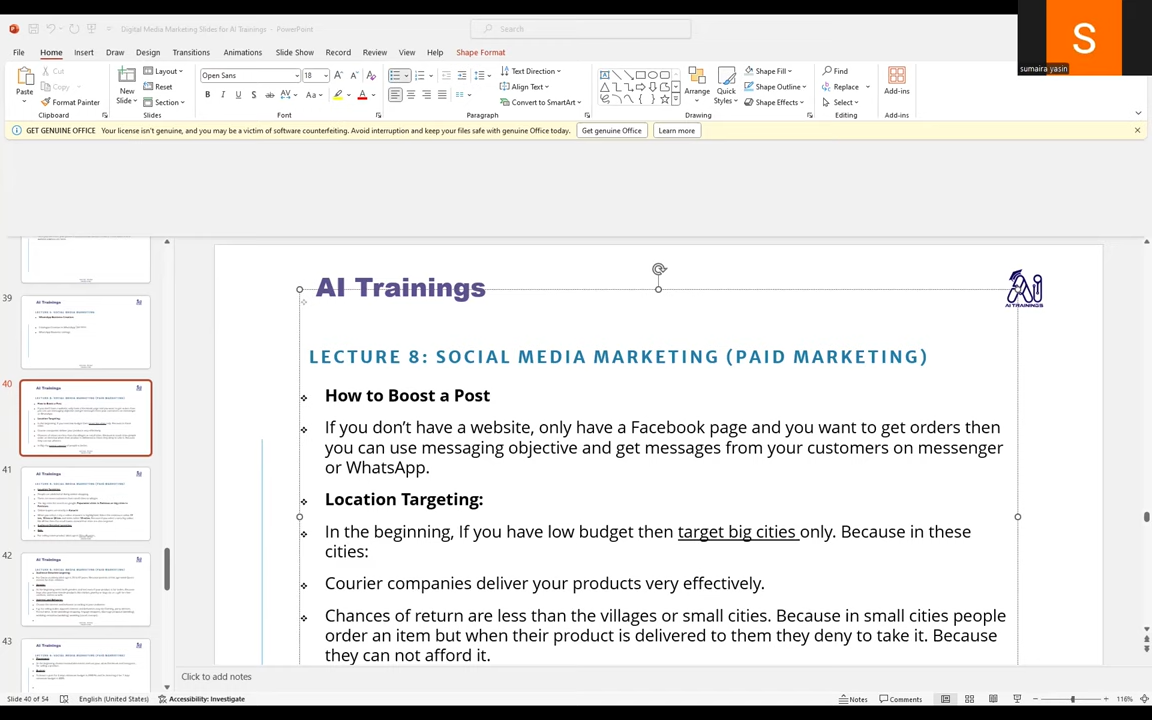 Digital Media Marketing Slides for AI Trainings - PowerPoint
Search
S
sumaira yasin
File Home Insert Draw Design Transitions Animations Slide Show Record Review View Help Shape Format
Paste
Cut
Copy
Format Painter
Clipboard
New Slide
Layout
Reset
Section
Slides
Open Sans 18
Font
Paragraph
Text Direction
Align Text
Convert to SmartArt
Arrange
Quick Styles
Shape Fill
Shape Outline
Shape Effects
Drawing
Find
Replace
Select
Editing
Add-ins
Add-ins
GET GENUINE OFFICE Your license isn't genuine, and you may be a victim of software counterfeiting. Avoid interruption and keep your files safe with genuine Office today. Get genuine Office Learn more
39
40
41
42
43
AI Trainings
AI TRAININGS
LECTURE 8: SOCIAL MEDIA MARKETING (PAID MARKETING)
How to Boost a Post
If you don't have a website, only have a Facebook page and you want to get orders then
you can use messaging objective and get messages from your customers on messenger
or WhatsApp.
Location Targeting:
In the beginning, If you have low budget then target big cities only. Because in these
cities:
Courier companies deliver your products very effectively.
Chances of return are less than the villages or small cities. Because in small cities people
order an item but when their product is delivered to them they deny to take it. Because
they can not afford it.
Click to add notes
Slide 40 of 54 English (United States) Accessibility: Investigate Notes Comments 116%